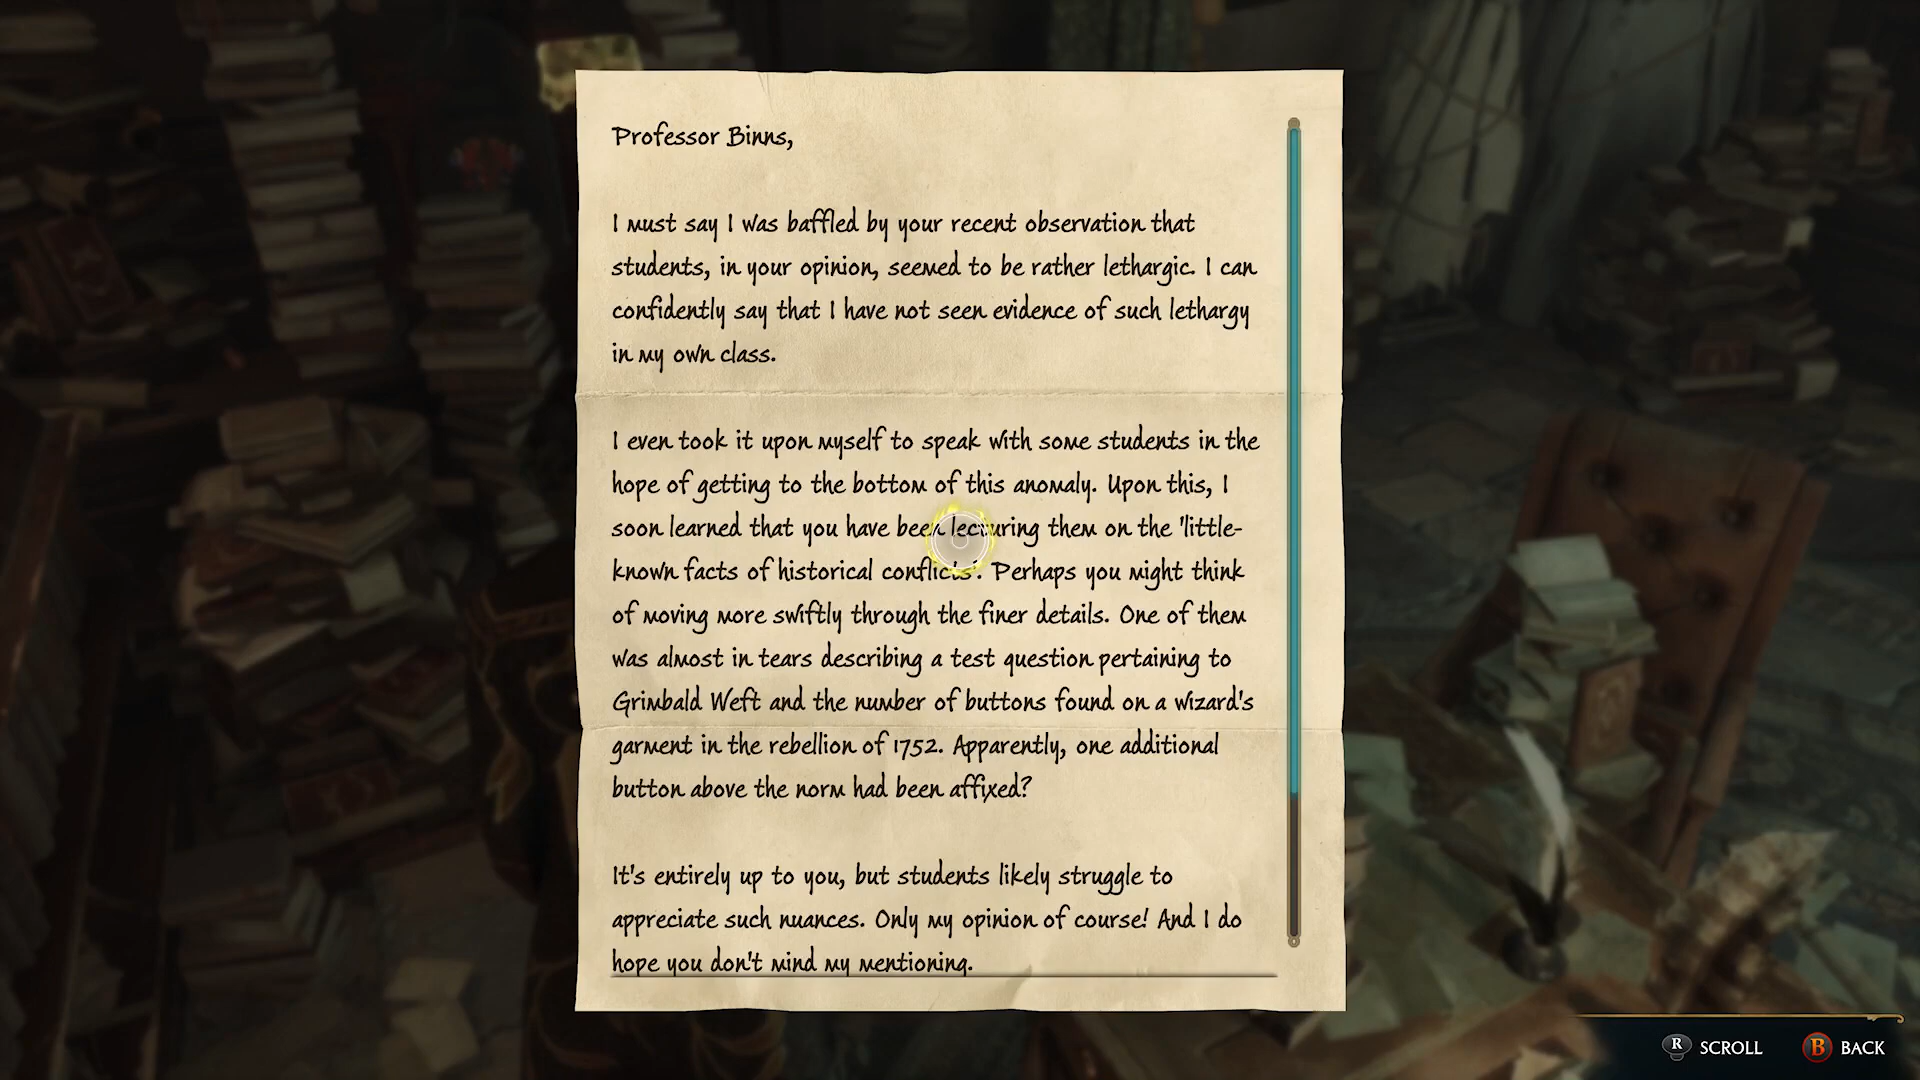 Professor Binns,
I must say I was baffled by your recent observation that
students, in your opinion, seemed to be rather lethargic. I can
confidently say that I have not seen evidence of such lethargy
in my own class.
I even took it upon myself to speak with some students in the
hope of getting to the bottom of this anomaly. Upon this, I
soon learned that you have been lecturing them on the 'little-
known facts of historical conflicts'. Perhaps you might think
of moving more swiftly through the finer details. One of them
was almost in tears describing a test question pertaining to
Grimbald Weft and the number of buttons found on a wizard's
garment in the rebellion of 1752. Apparently, one additional
button above the norm had been affixed?
It's entirely up to you, but students likely struggle to
appreciate such nuances. Only my opinion of course! And I do
hope you don't mind my mentioning.
R SCROLL B BACK